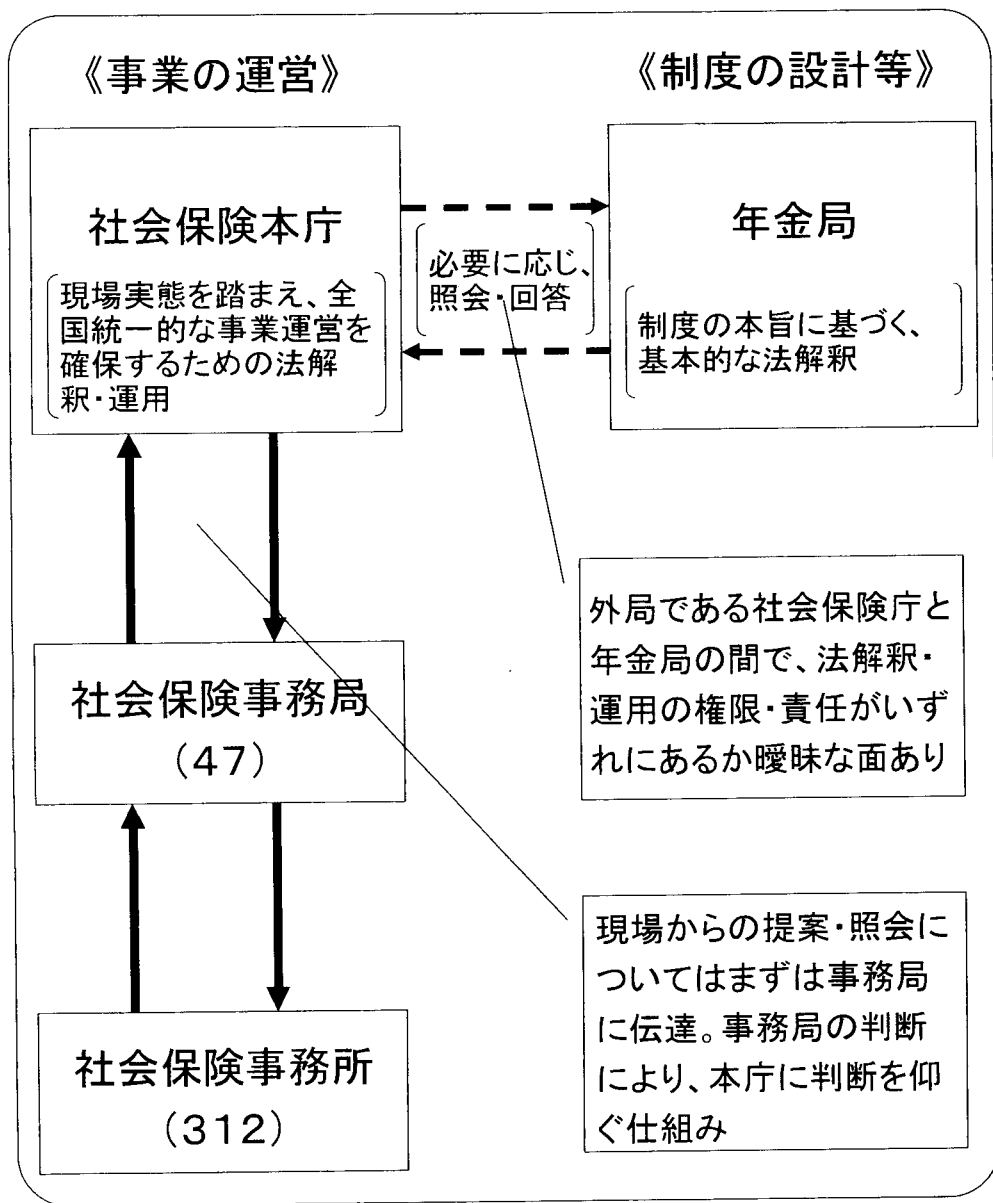 《事業の運営》
《制度の設計等》
社会保険本庁
現場実態を踏まえ、全
国統一的な事業運営を
確保するための法解
釈・運用
必要に応じ、
照会・回答
年金局
制度の本旨に基づく、
基本的な法解釈
社会保険事務局
(47)
外局である社会保険庁と
年金局の間で、法解釈・
運用の権限・責任がいず
れにあるか曖昧な面あり
社会保険事務所
(312)
現場からの提案・照会に
ついてはまずは事務局
に伝達。事務局の判断
により、本庁に判断を仰
ぐ仕組み